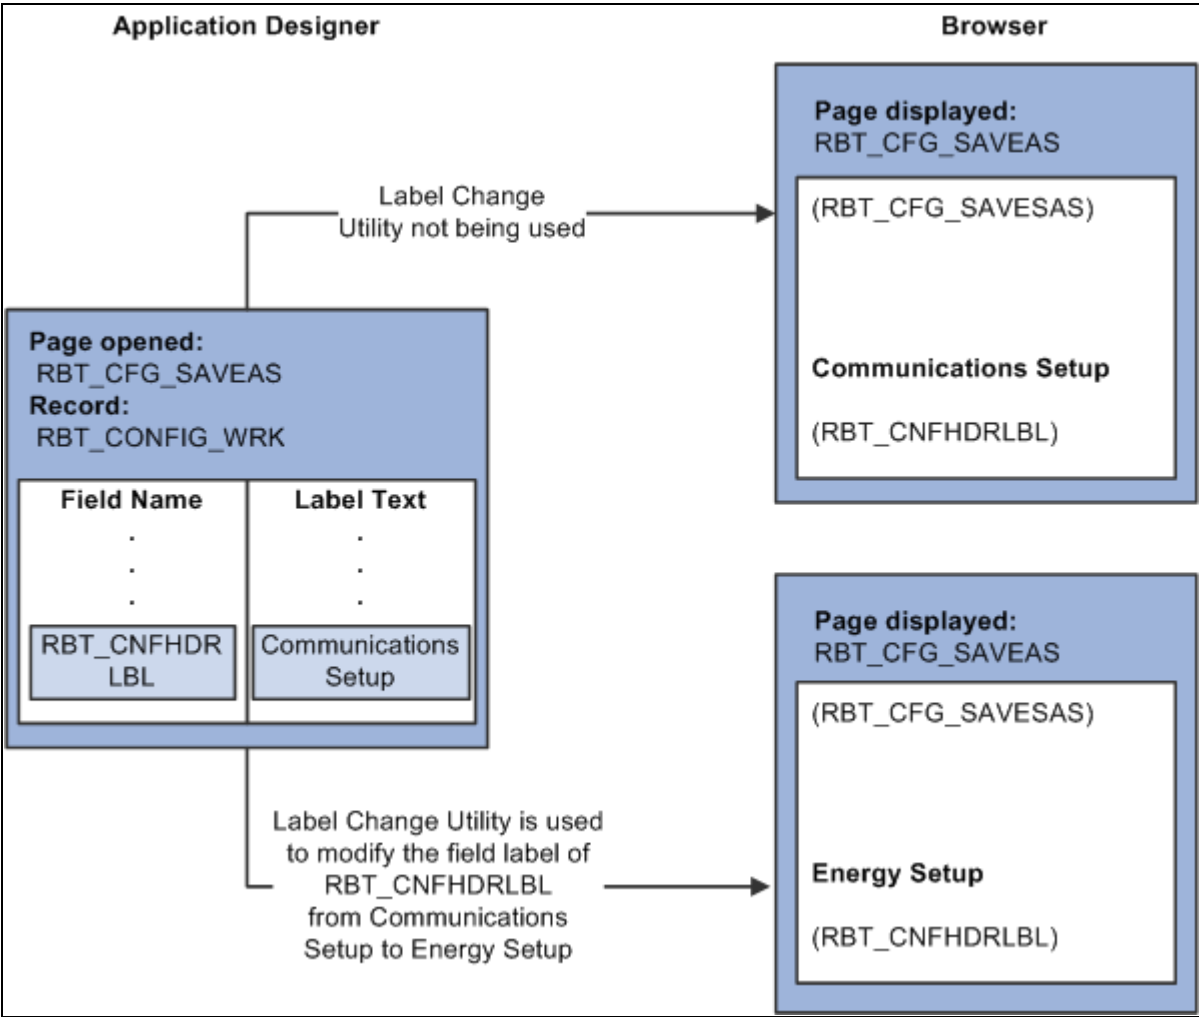 Application Designer
Browser
Page displayed:
RBT_CFG_SAVEAS
(RBT_CFG_SAVESAS)
Communications Setup
(RBT_CNFHDRLBL)
Label Change
Utility not being used
Page opened:
RBT_CFG_SAVEAS
Record:
RBT_CONFIG_WRK
Field Name
Label Text
.
.
.
.
.
.
RBT_CNFHDR
LBL
Communications
Setup
Label Change Utility is used
to modify the field label of
RBT_CNFHDRLBL
from Communications
Setup to Energy Setup
Page displayed:
RBT_CFG_SAVEAS
(RBT_CFG_SAVESAS)
Energy Setup
(RBT_CNFHDRLBL)